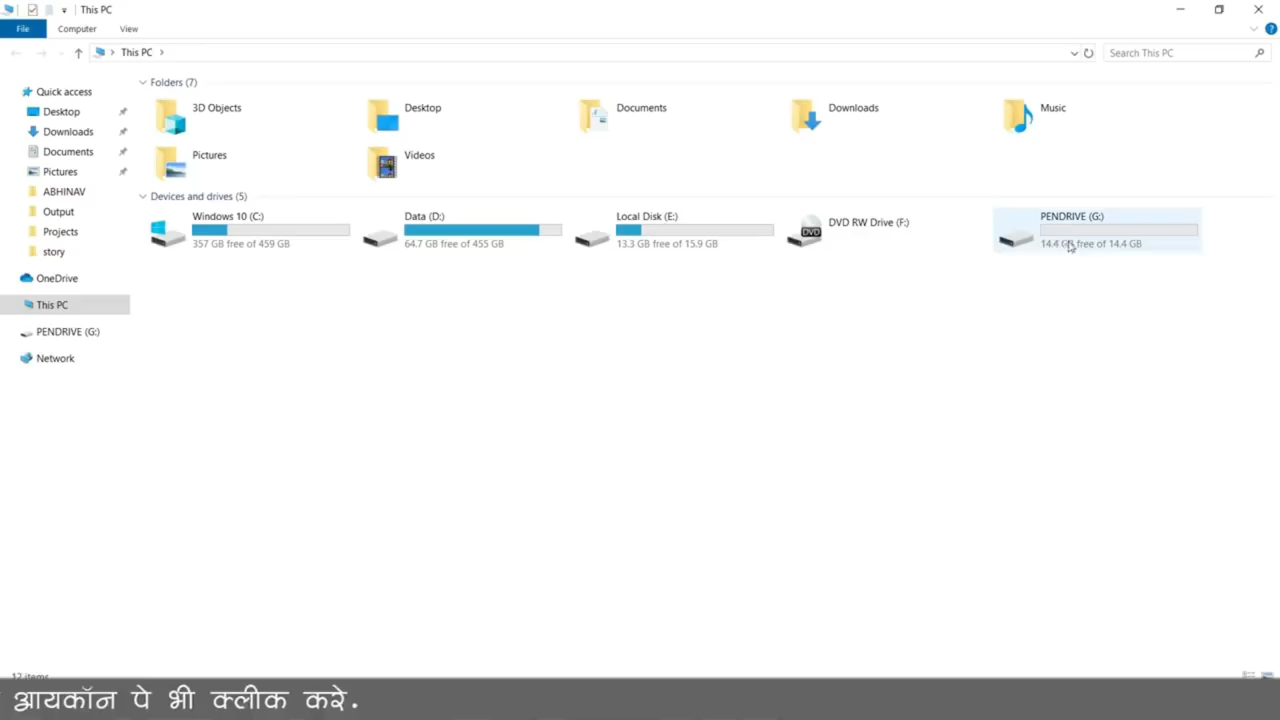 This PC
File
Computer
View
This PC
Search This PC
Quick access
Desktop
Downloads
Documents
Pictures
ABHINAV
Output
Projects
story
OneDrive
This PC
PENDRIVE (G:)
Network
Folders (7)
3D Objects
Desktop
Documents
Downloads
Music
Pictures
Videos
Devices and drives (5)
Windows 10 (C:)
357 GB free of 459 GB
Data (D:)
64.7 GB free of 455 GB
Local Disk (E:)
13.3 GB free of 15.9 GB
DVD RW Drive (F:)
DVD
PENDRIVE (G:)
14.4 GB free of 14.4 GB
12 items
आयकॉन पे भी क्लीक करे.